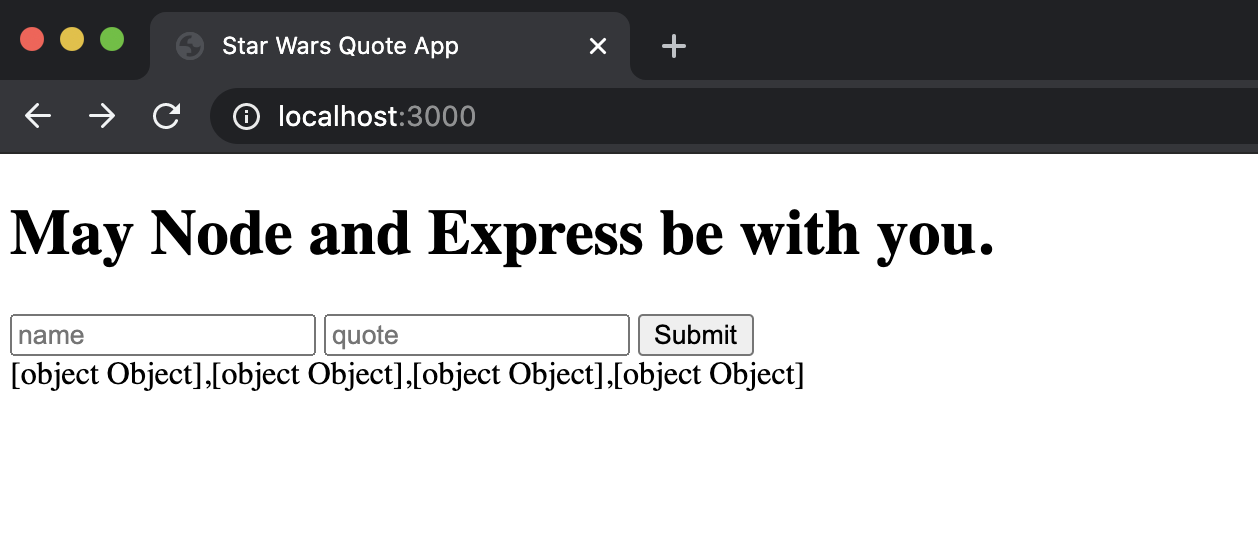 Star Wars Quote App
localhost:3000
May Node and Express be with you.
name quote Submit
[object Object],[object Object],[object Object],[object Object]